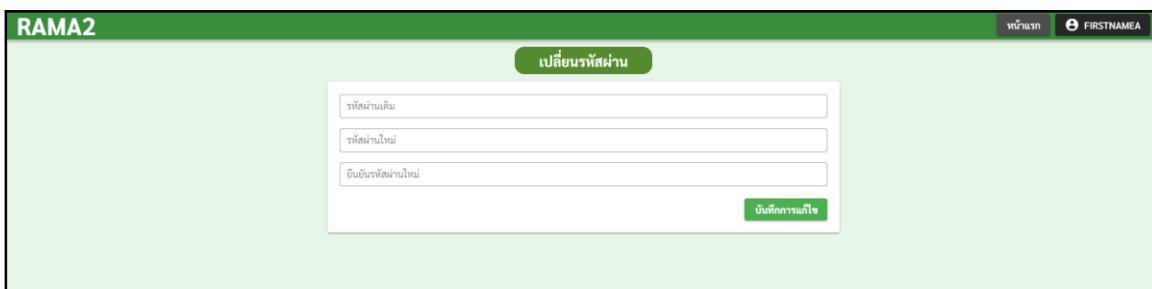 RAMA2 หน้าแรก FIRSTNAMEA
เปลี่ยนรหัสผ่าน
รหัสผ่านเดิม
รหัสผ่านใหม่
ยืนยันรหัสผ่านใหม่
บันทึกการแก้ไข